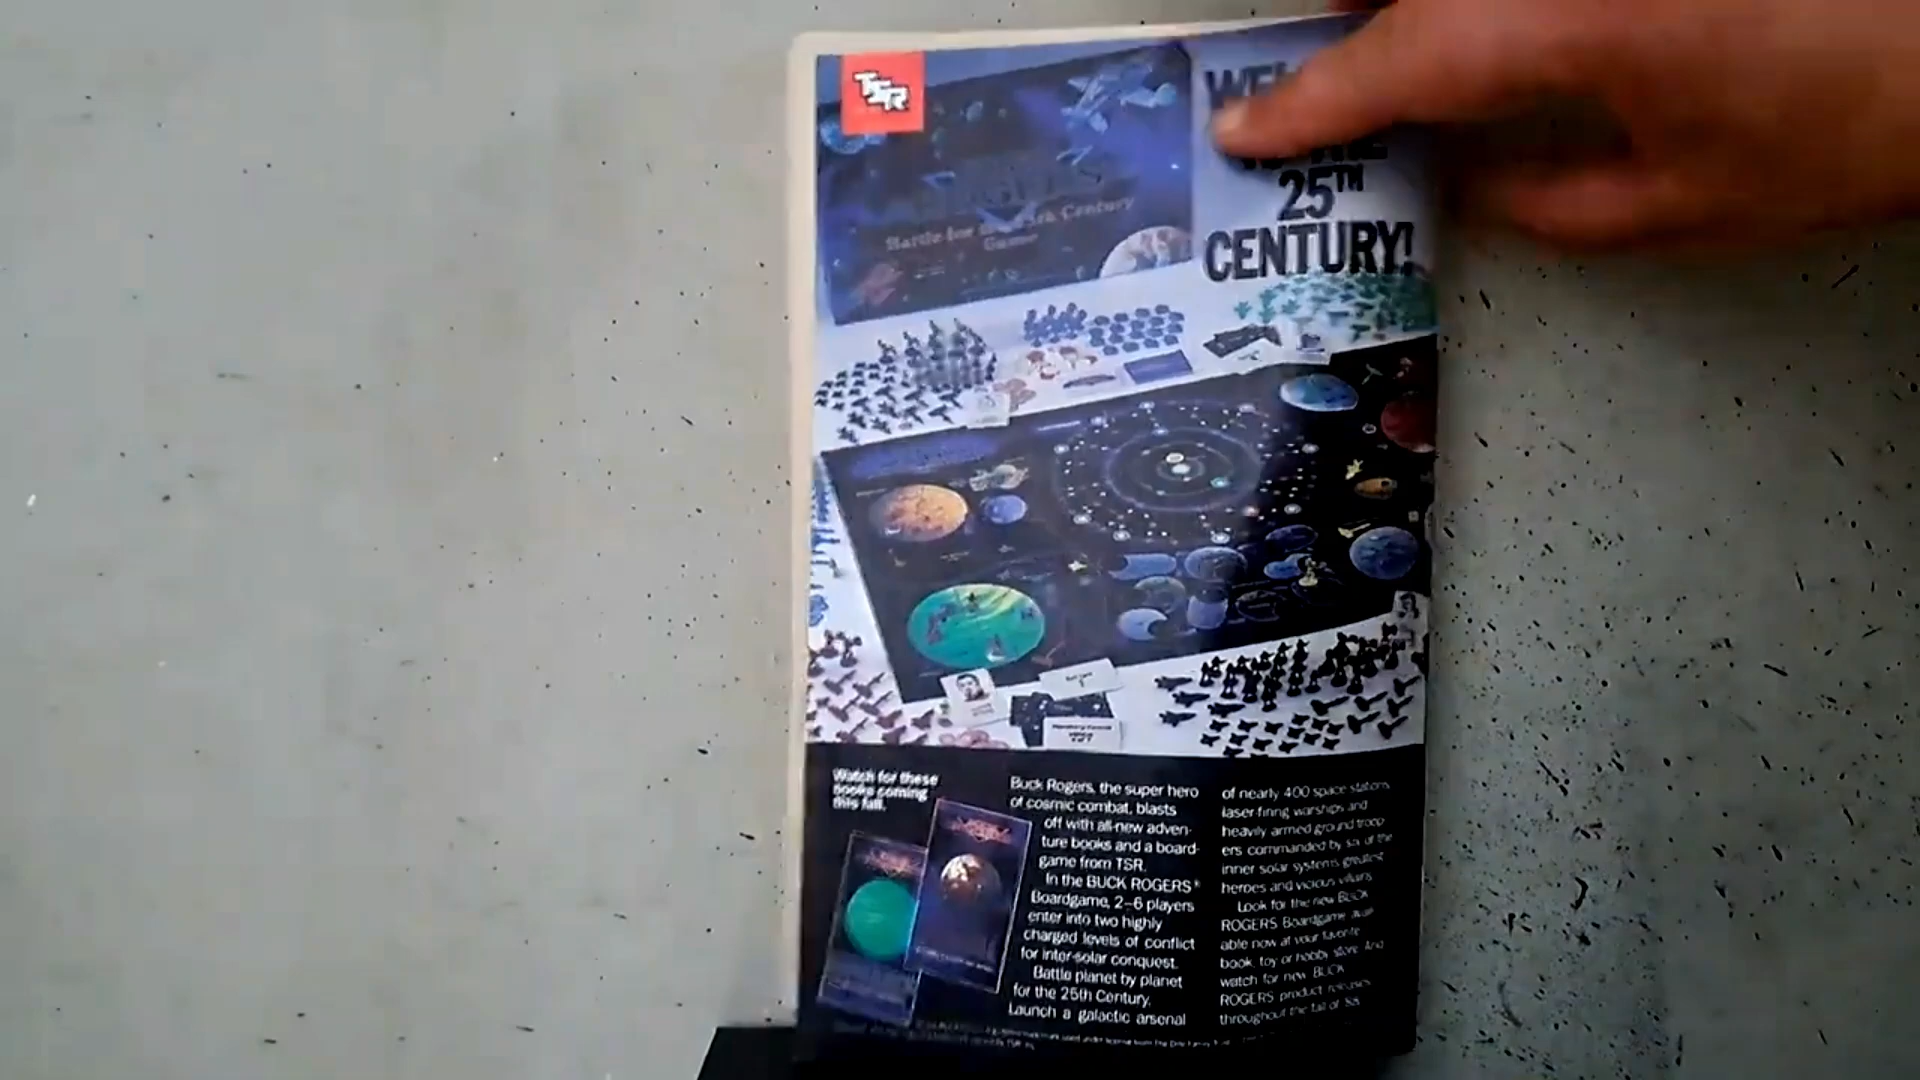 TSR
25TH
CENTURY!
Battle for the 25th Century
Game
Watch for these
books coming
this fall.
Buck Rogers, the super hero
of cosmic combat, blasts
off with all-new adven-
ture books and a board-
game from TSR.
In the BUCK ROGERS®
Boardgame, 2–6 players
enter into two highly
charged levels of conflict
for inter-solar conquest.
Battle planet by planet
for the 25th Century.
Launch a galactic arsenal
of nearly 400 space stations
laser-firing warships and
heavily armed ground troop
ers commanded by six of the
inner solar systems greatest
heroes and vicious villains
Look for the new BUCK
ROGERS Boardgame avail
able now at your favorite
book, toy or hobby store. And
watch for new BUCK
ROGERS product releases
throughout the fall of '88